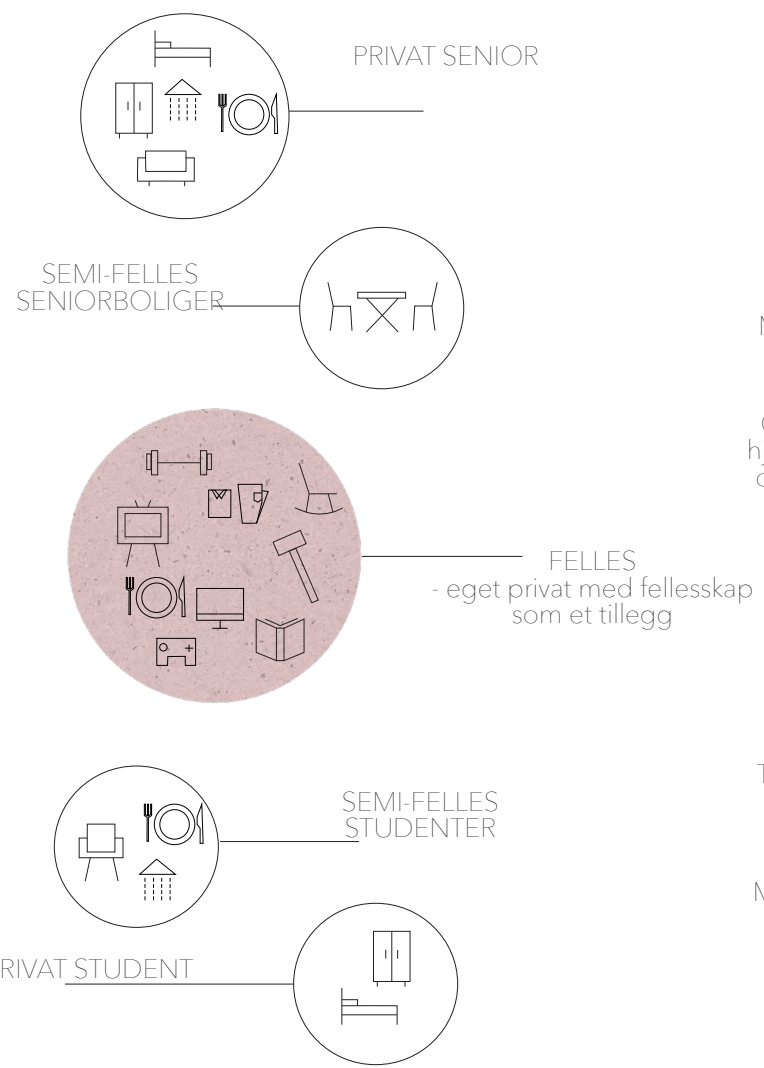 PRIVAT SENIOR
SEMI-FELLES
SENIORBOLIGER
FELLES
- eget privat med fellesskap
som et tillegg
SEMI-FELLES
STUDENTER
RIVAT STUDENT